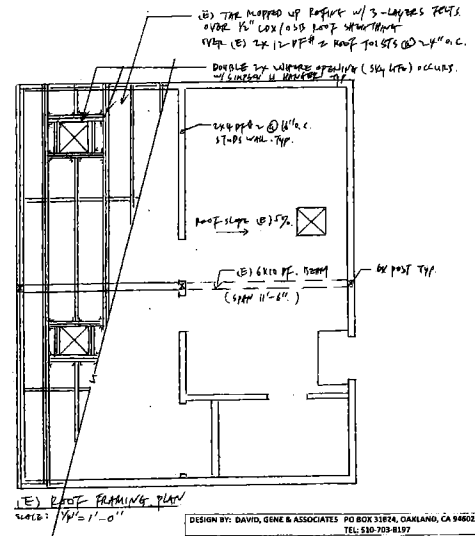 (E) TAR MOPPED UP ROOFING W/ 3-LAYERS FELTS.
OVER 1/2" CDX/OSB ROOF SHEATHING
OVER (E) 2x12 DF#2 ROOF JOISTS @ 24" O.C.
DOUBLE 2x WHERE OPENING (SKY LITE) OCCURS.
W/ SIMPSON U HANGER TYP
2x4 DF#2 @ 16" O.C.
STUDS WALL. TYP.
ROOF SLOPE (E) 5%
(E) 6x10 DF. BEAM
(SPAN 11'-6")
6x POST TYP.
(E) ROOF FRAMING PLAN
SCALE: 1/4" = 1'-0"
DESIGN BY: DAVID, GENE & ASSOCIATES PO BOX 31824, OAKLAND, CA 94602
TEL: 510-703-8197